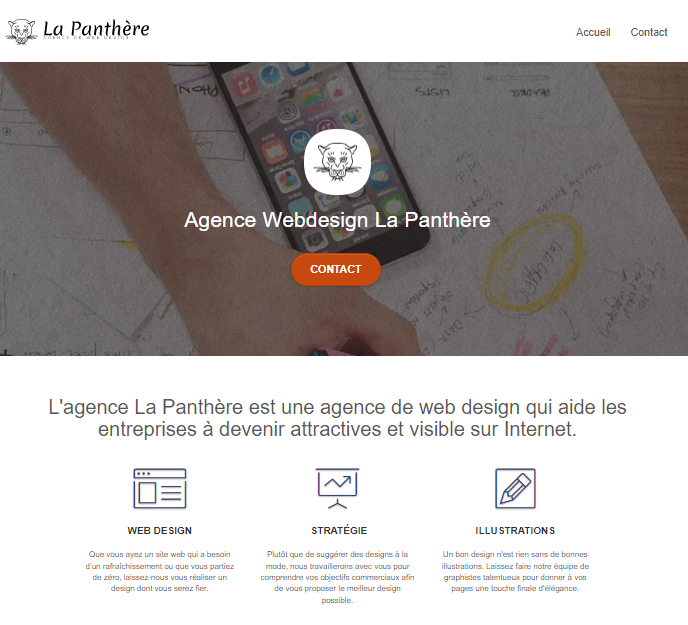 La Panthère
AGENCE DE WEB DESIGN
Accueil
Contact
Agence Webdesign La Panthère
CONTACT
L'agence La Panthère est une agence de web design qui aide les
entreprises à devenir attractives et visible sur Internet.
WEB DESIGN
Que vous ayez un site web qui a besoin
d'un rafraîchissement ou que vous partiez
de zéro, laissez-nous vous réaliser un
design dont vous serez fier.
STRATÉGIE
Plutôt que de suggérer des designs à la
mode, nous travaillerons avec vous pour
comprendre vos objectifs commerciaux afin
de vous proposer le meilleur design
possible.
ILLUSTRATIONS
Un bon design n'est rien sans de bonnes
illustrations. Laissez faire notre équipe de
graphistes talentueux pour donner à vos
pages une touche finale d'élégance.